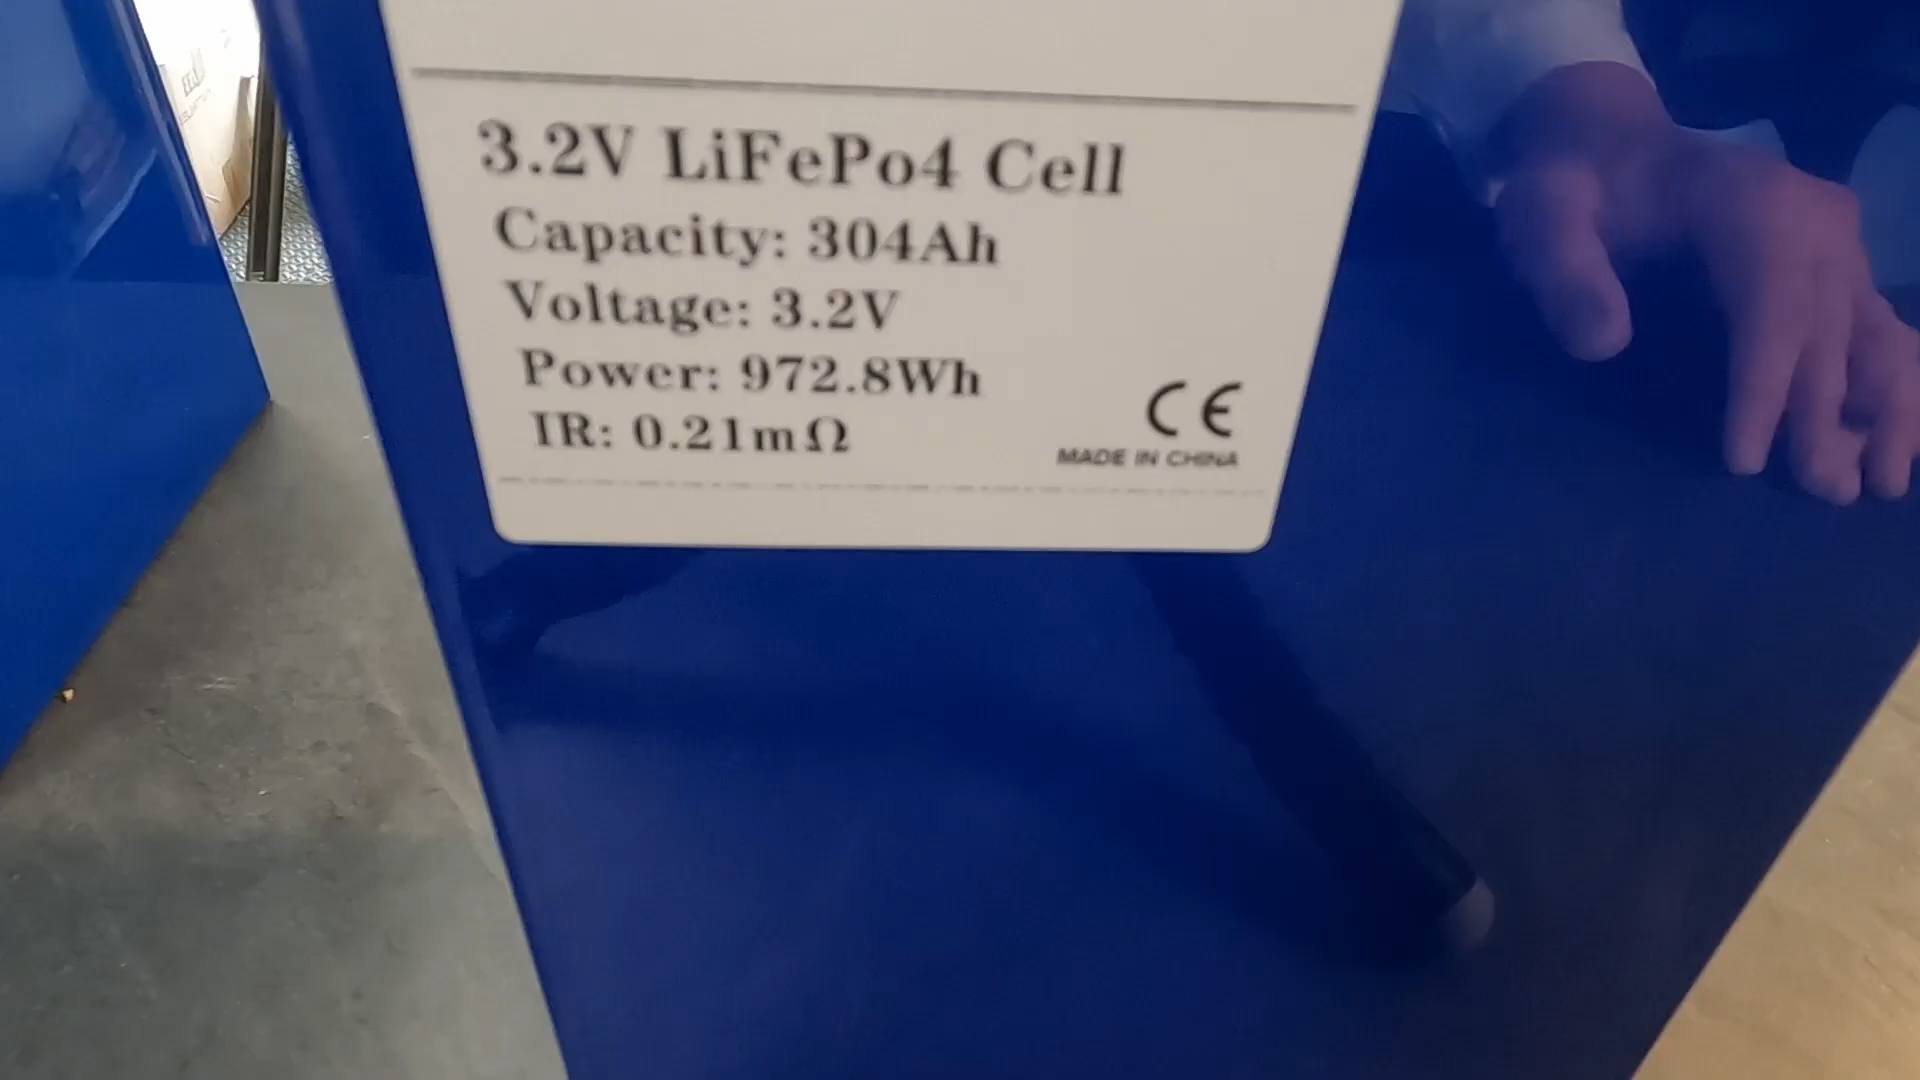 3.2V LiFePo4 Cell
Capacity: 304Ah
Voltage: 3.2V
Power: 972.8Wh
IR: 0.21mΩ
CE
MADE IN CHINA